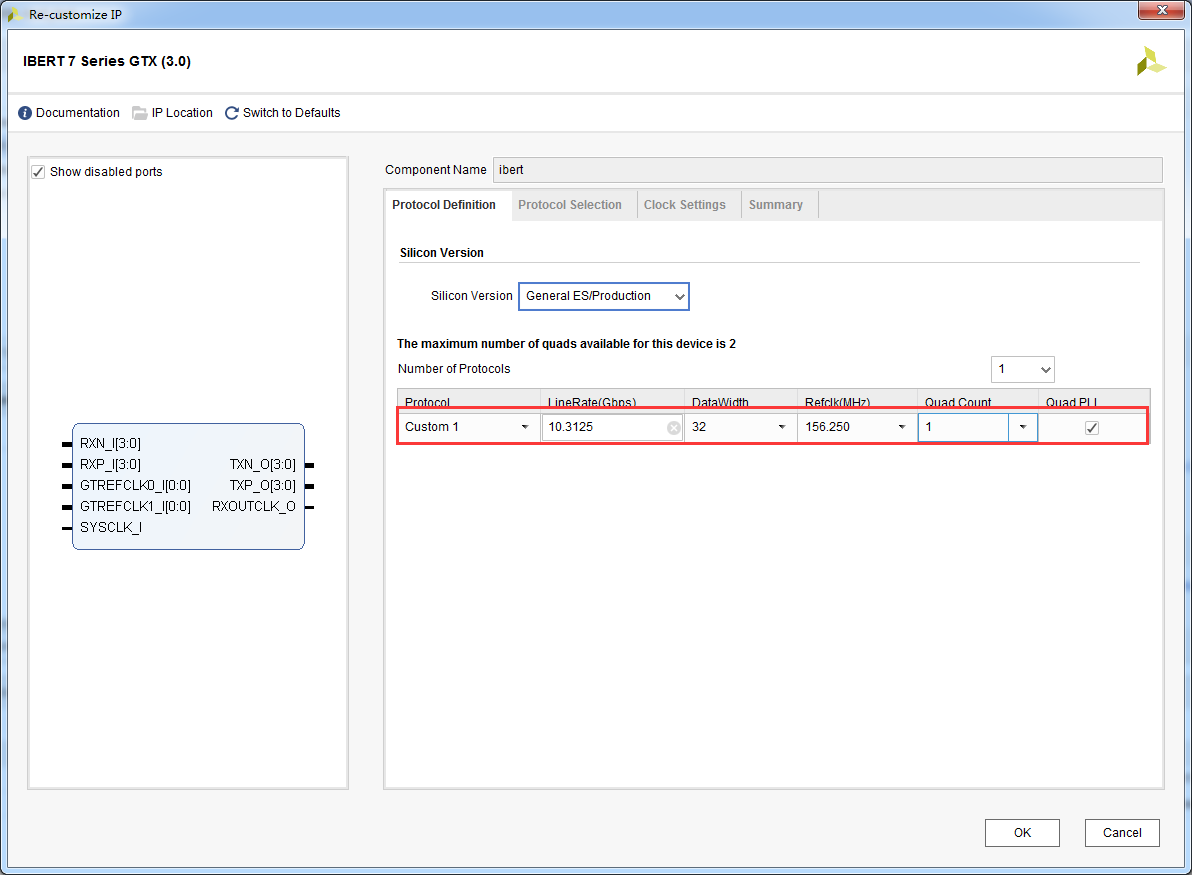 Re-customize IP
IBERT 7 Series GTX (3.0)
Documentation IP Location Switch to Defaults
Show disabled ports
RXN_I[3:0]
RXP_I[3:0] TXN_O[3:0]
GTREFCLK0_I[0:0] TXP_O[3:0]
GTREFCLK1_I[0:0] RXOUTCLK_O
SYSCLK_I
Component Name ibert
Protocol Definition Protocol Selection Clock Settings Summary
Silicon Version
Silicon Version General ES/Production
The maximum number of quads available for this device is 2
Number of Protocols 1
Protocol LineRate(Gbps) DataWidth Refclk(MHz) Quad Count Quad PLL
Custom 1 10.3125 32 156.250 1
OK Cancel